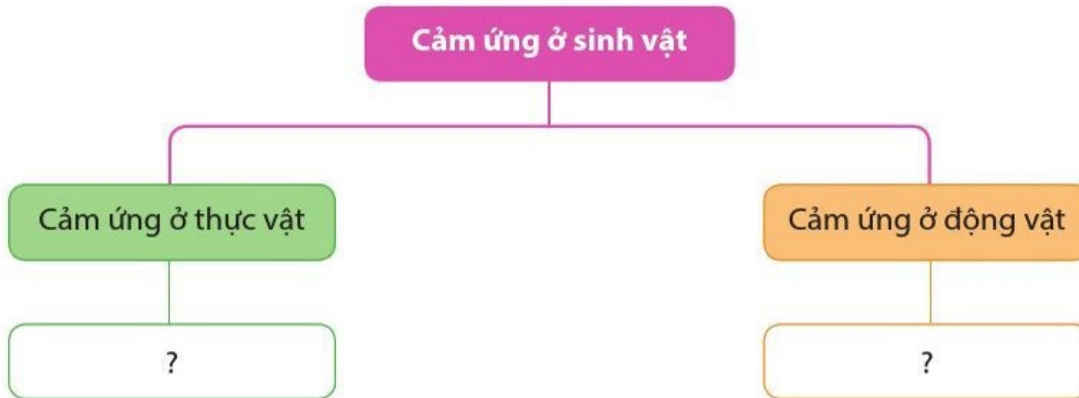 Cảm ứng ở sinh vật
Cảm ứng ở thực vật
Cảm ứng ở động vật
?
?